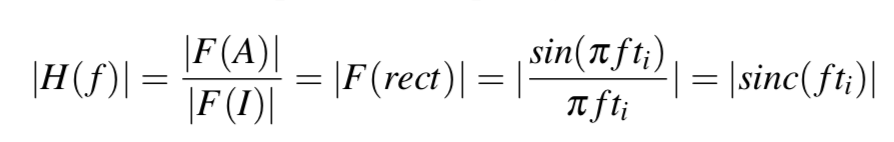 |H(f)| = |F(A)| / |F(I)| = |F(rect)| = | sin(πft_i) / πft_i | = |sinc(ft_i)|